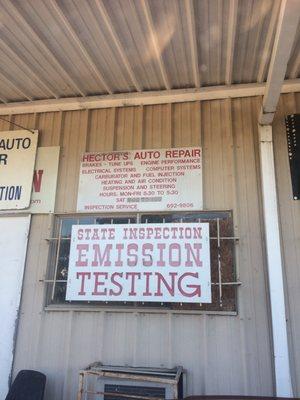 AUTO
R
TION
N
HECTOR'S AUTO REPAIR
BRAKES - TUNE UPS - ENGINE PERFORMANCE
ELECTRICAL SYSTEMS COMPUTER SYSTEMS
CARBURATOR AND FUEL INJECTION
HEATING AND AIR CONDITION
SUSPENSION AND STEERING
HOURS. MON-FRI 8:30 TO 5:30
SAT
INSPECTION SERVICE 692-9808
STATE INSPECTION
EMISSION
TESTING